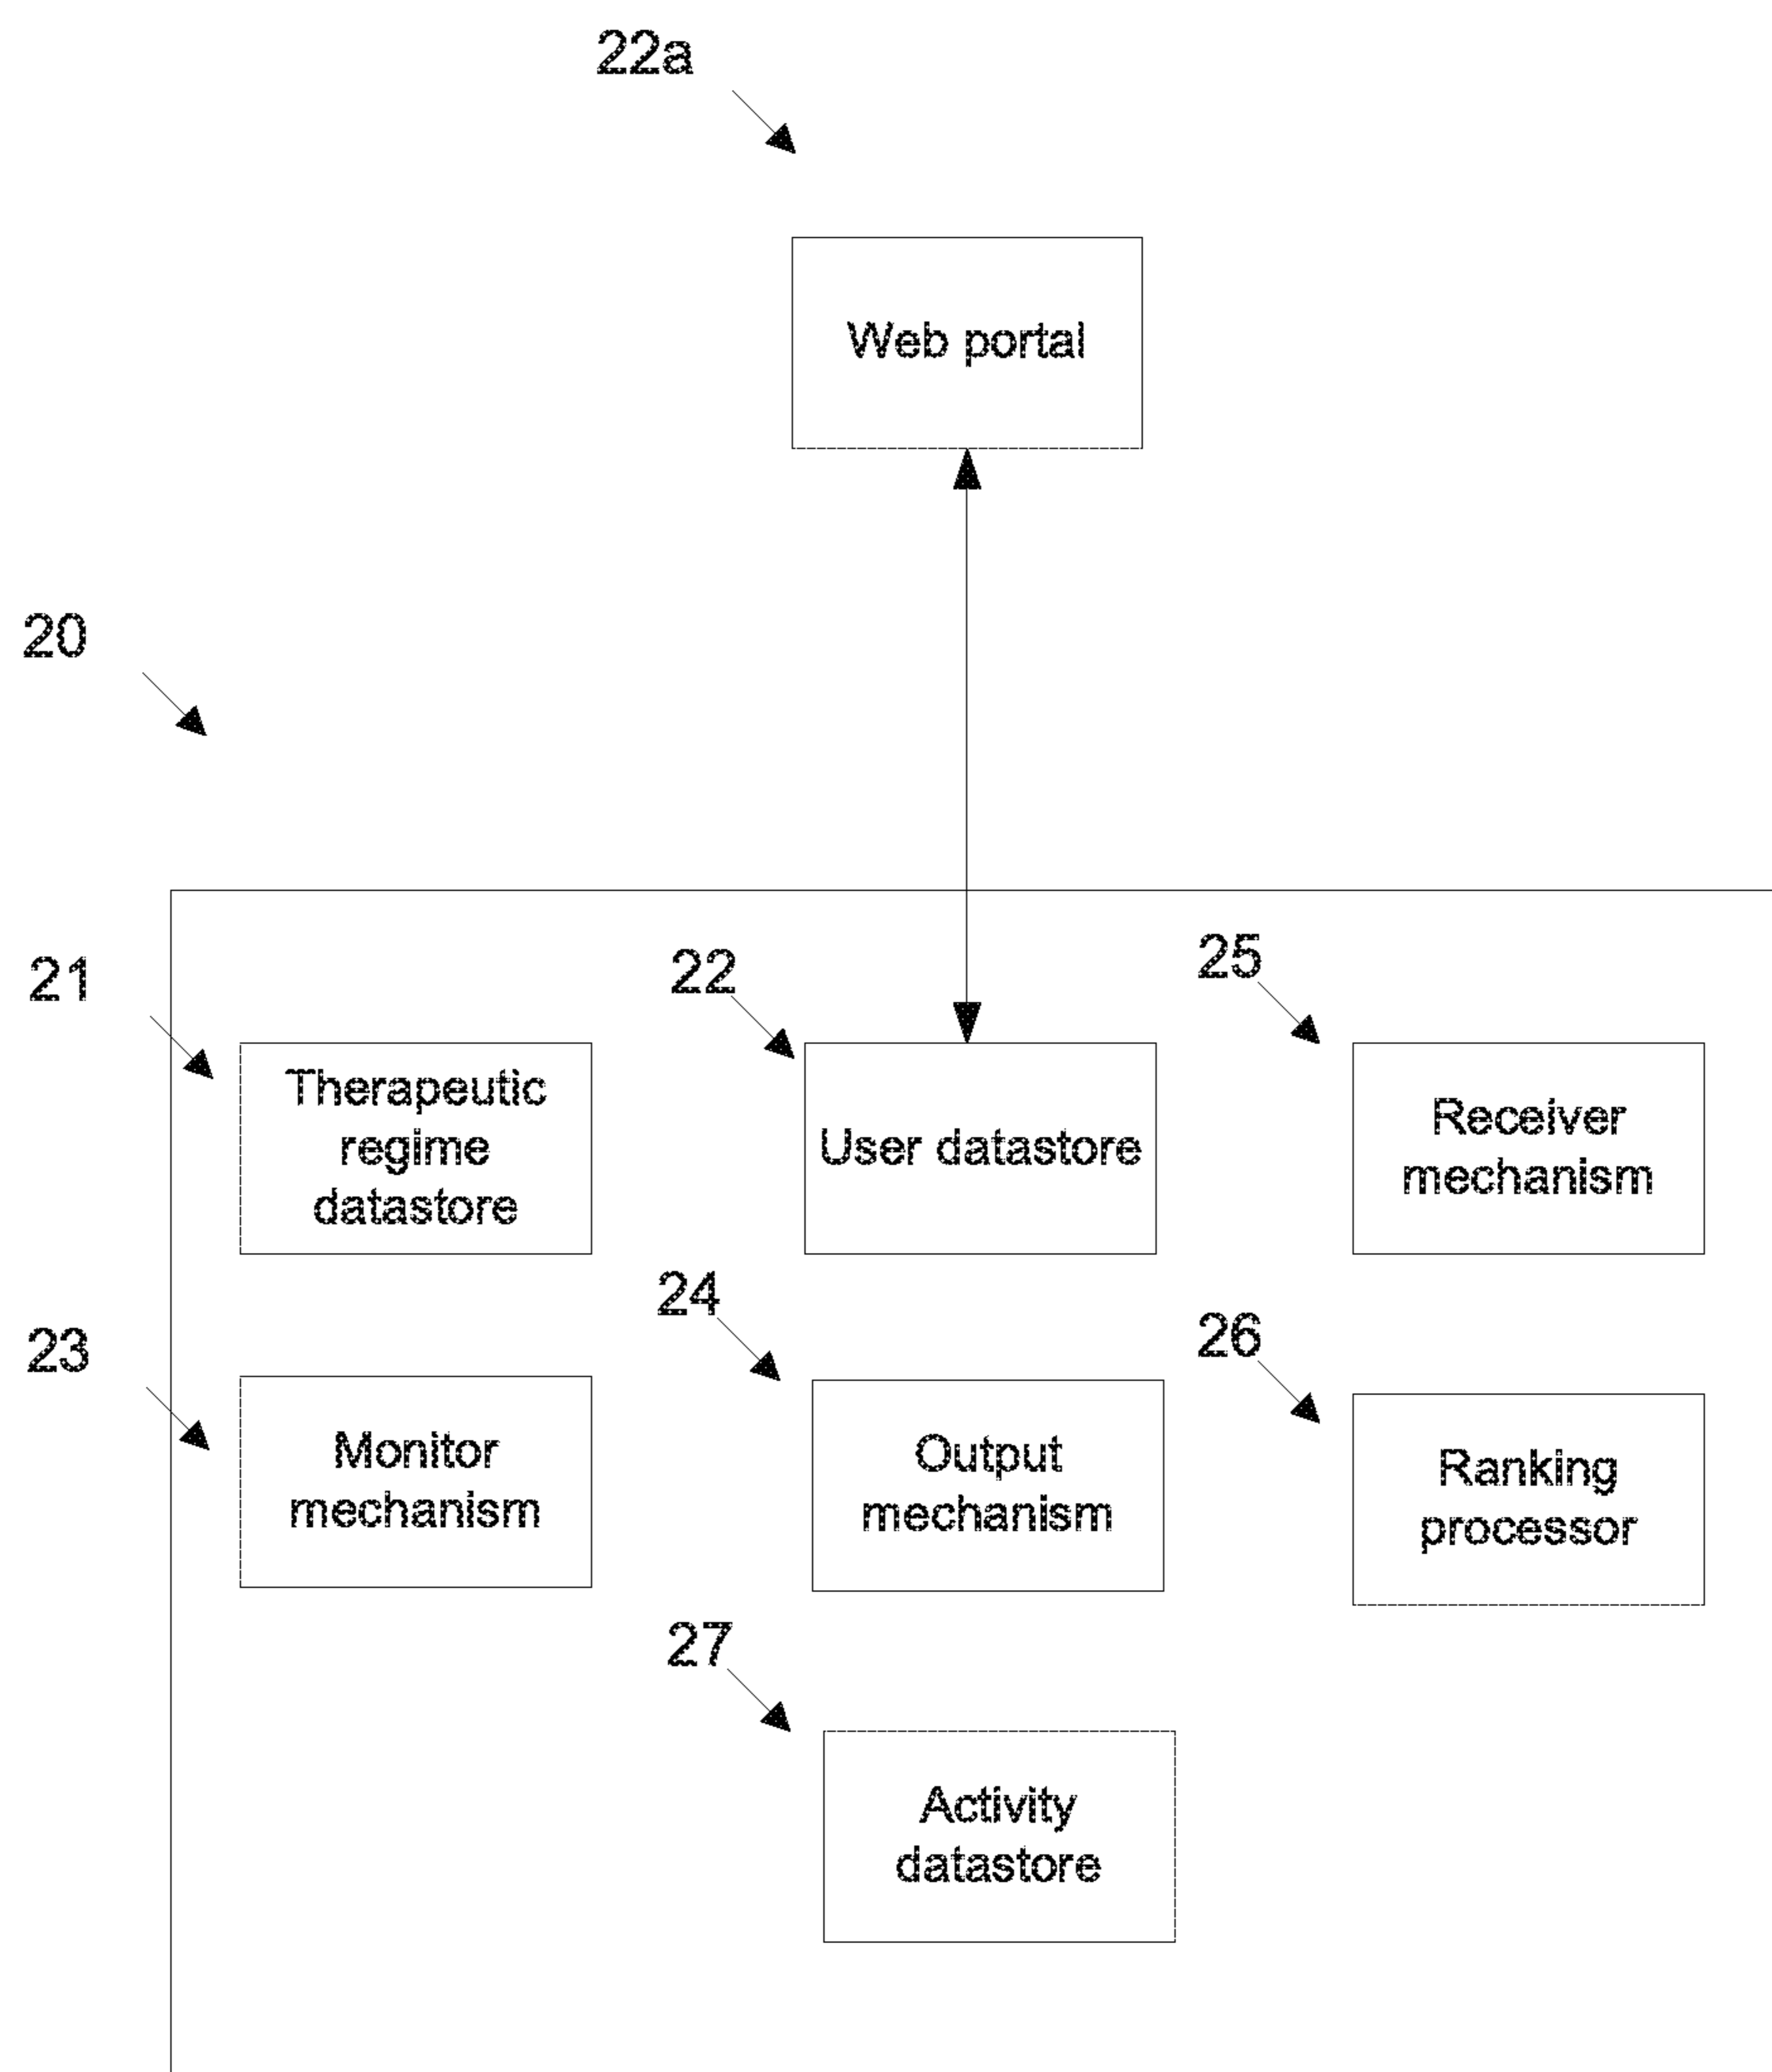 22a
Web portal
20
21
22
25
Therapeutic
regime
datastore
User datastore
Receiver
mechanism
23
24
26
Monitor
mechanism
Output
mechanism
Ranking
processor
27
Activity
datastore